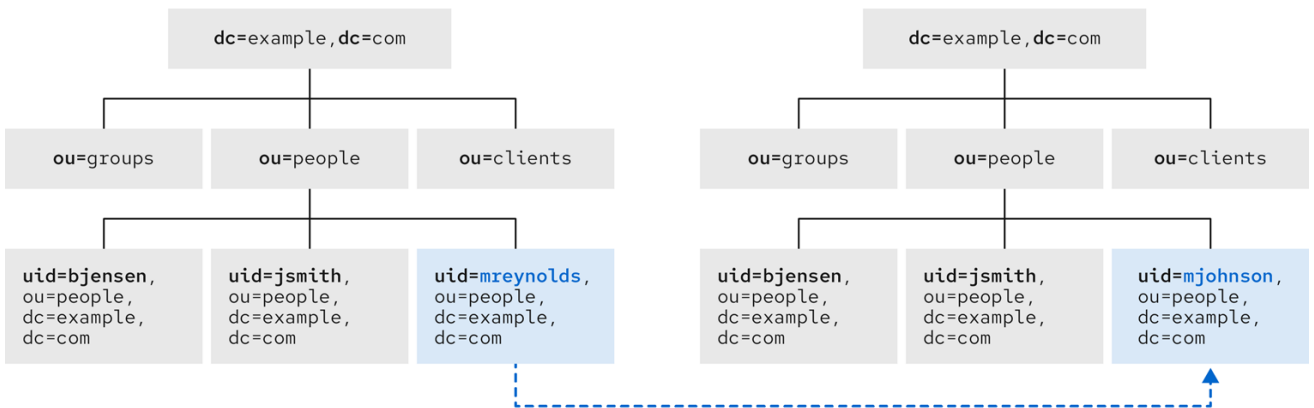 dc=example,dc=com
ou=groups
ou=people
ou=clients
uid=bjensen,
ou=people,
dc=example,
dc=com
uid=jsmith,
ou=people,
dc=example,
dc=com
uid=mreynolds,
ou=people,
dc=example,
dc=com
dc=example,dc=com
ou=groups
ou=people
ou=clients
uid=bjensen,
ou=people,
dc=example,
dc=com
uid=jsmith,
ou=people,
dc=example,
dc=com
uid=mjohnson,
ou=people,
dc=example,
dc=com